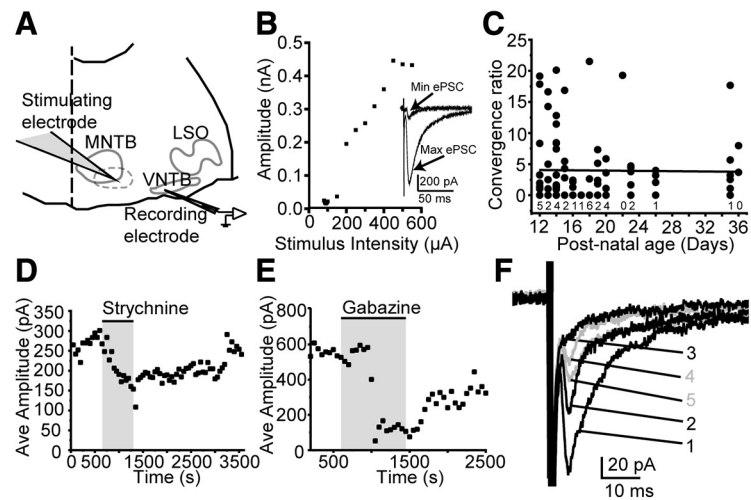 A
Stimulating
electrode
MNTB
LSO
VNTB
Recording
electrode
B
Amplitude (nA)
0.5
0.4
0.3
0.2
0.1
0.0
200 400 600
Stimulus Intensity (µA)
Min ePSC
Max ePSC
200 pA
50 ms
C
Convergence ratio
25
20
15
10
5
0
5 2 4 2 1 1 6 2 4 0 2 1 1 0
12 16 20 24 28 32 36
Post-natal age (Days)
D
Strychnine
Ave Amplitude (pA)
350
300
250
200
150
100
50
0
0 500 1500 2500 3500
Time (s)
E
Gabazine
Ave Amplitude (pA)
800
600
400
200
0
500 1500 2500
Time (s)
F
3
4
5
2
1
20 pA
10 ms